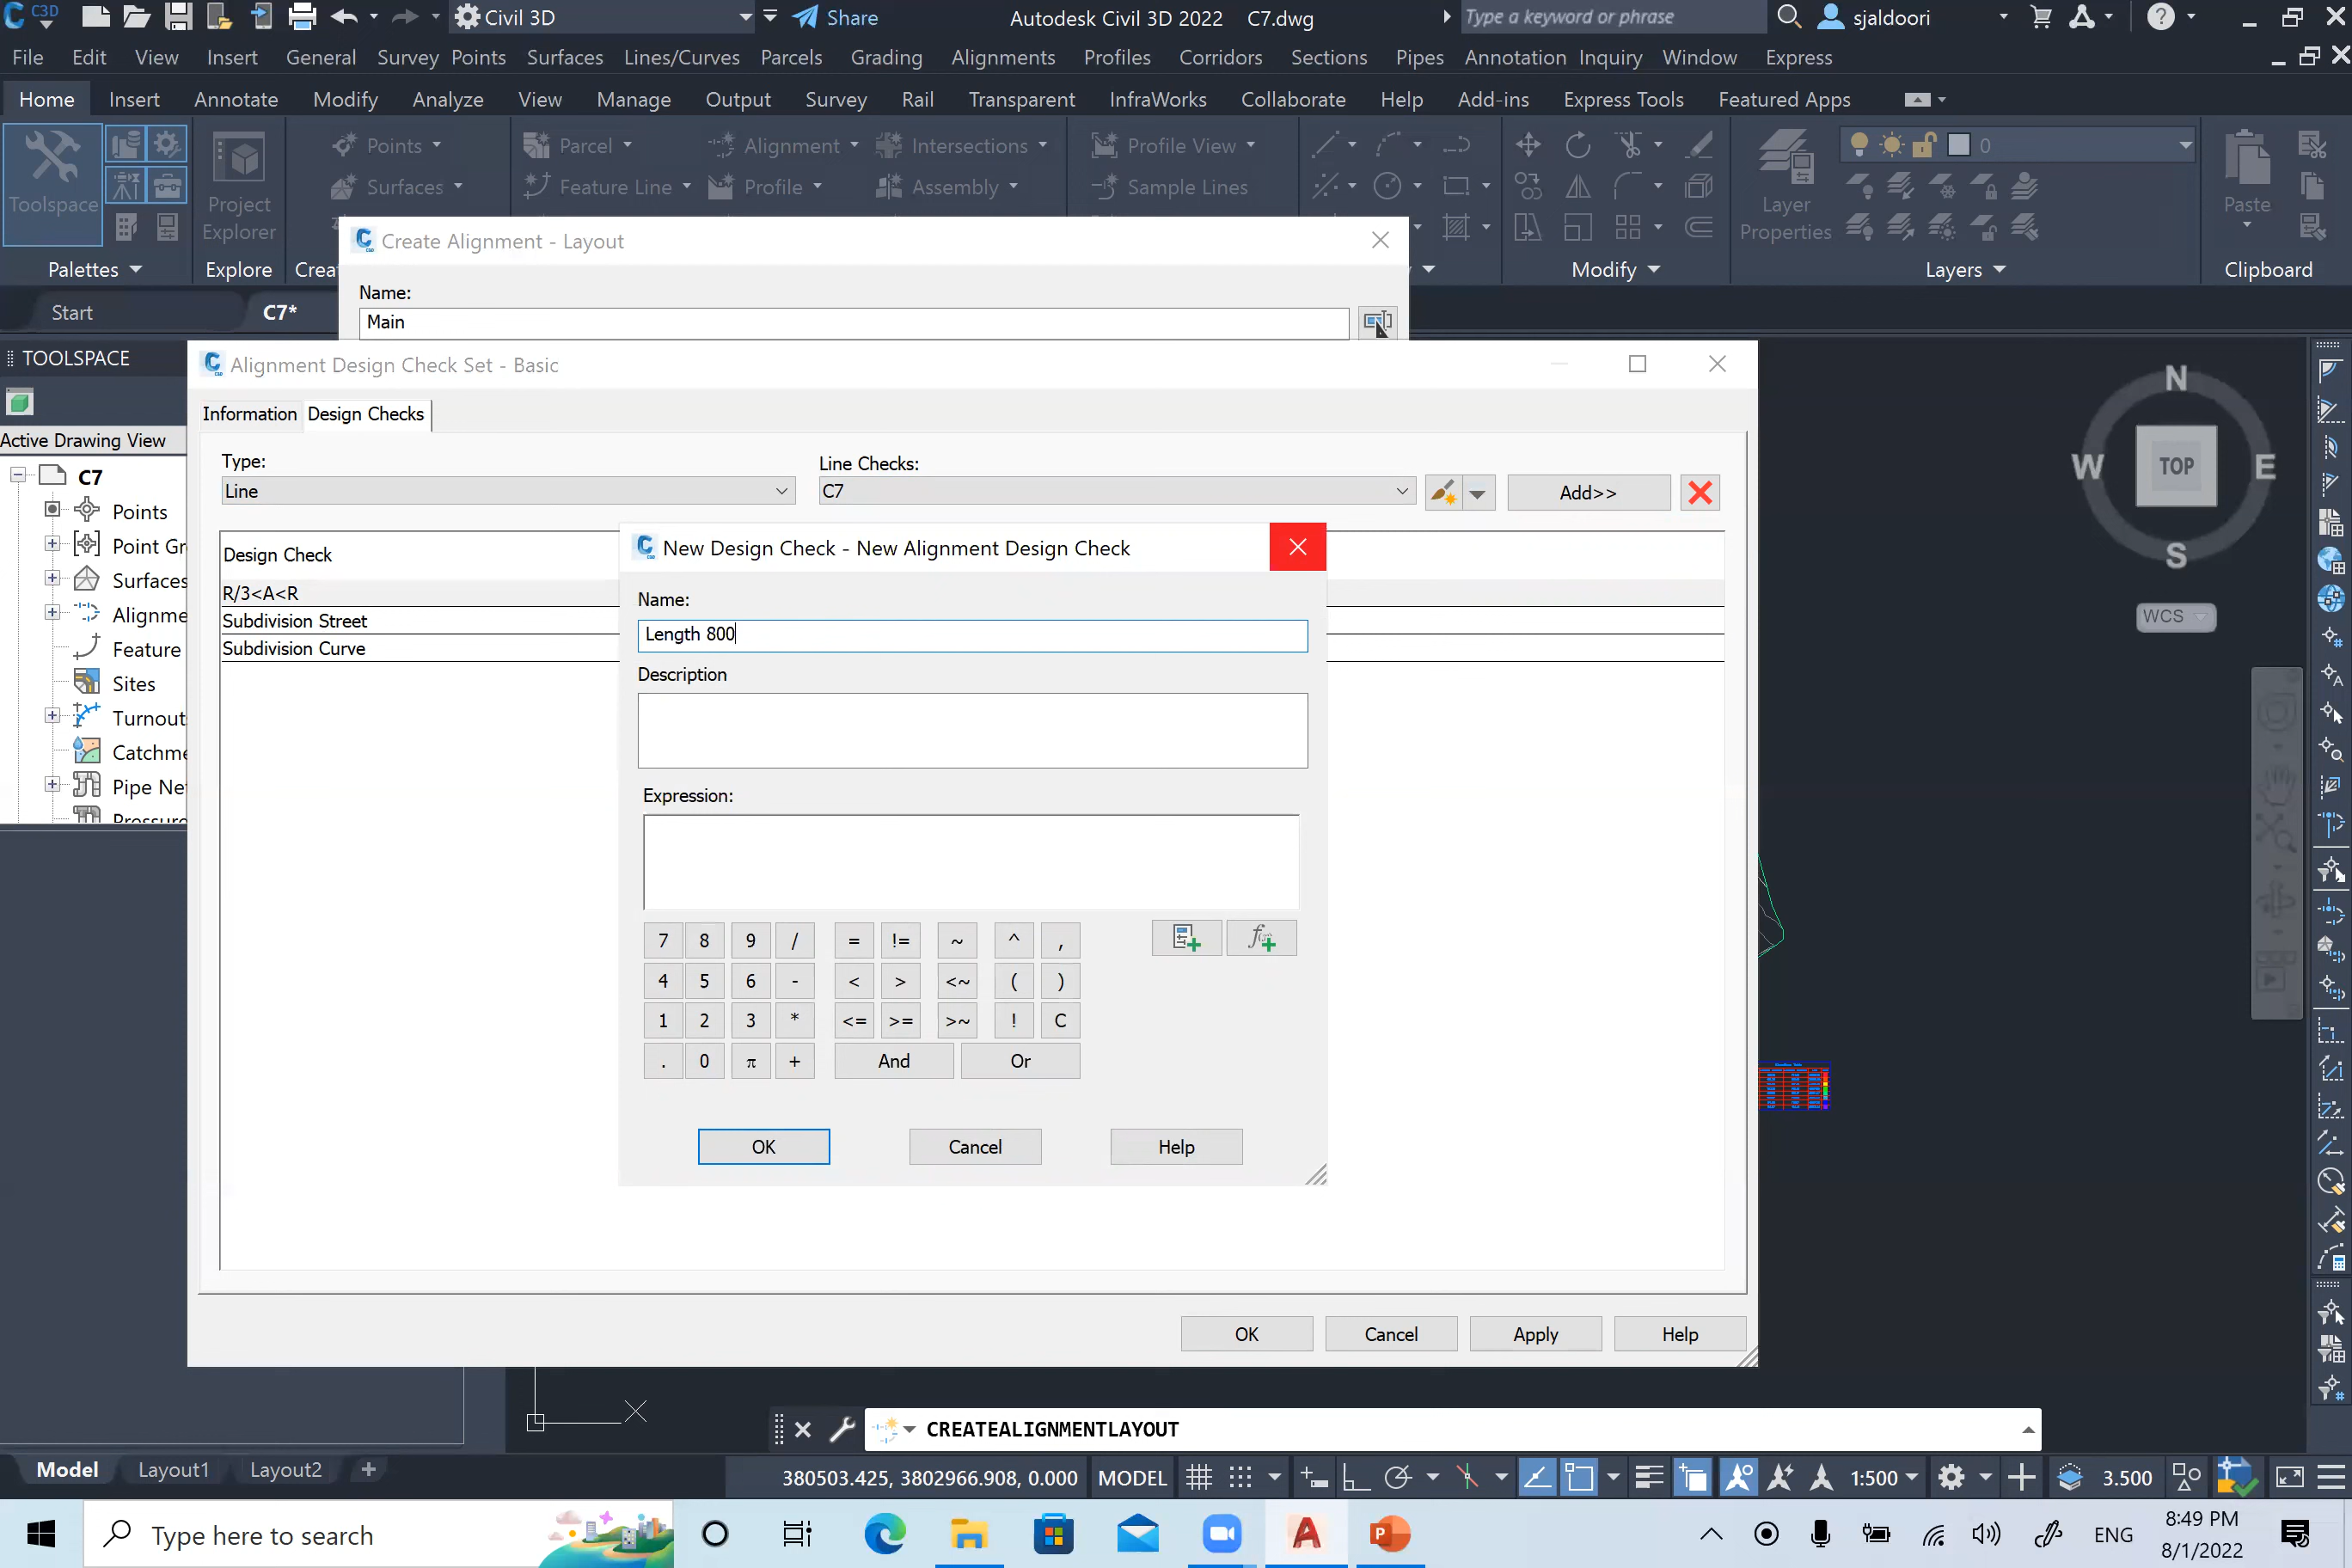 C3D
Civil 3D
Share
Autodesk Civil 3D 2022 C7.dwg
Type a keyword or phrase
sjaldoori
File Edit View Insert General Survey Points Surfaces Lines/Curves Parcels Grading Alignments Profiles Corridors Sections Pipes Annotation Inquiry Window Express
Home Insert Annotate Modify Analyze View Manage Output Survey Rail Transparent InfraWorks Collaborate Help Add-ins Express Tools Featured Apps
Points Parcel Alignment Intersections Profile View 0
Surfaces Feature Line Profile Assembly Sample Lines
Toolspace
Project
Explorer
Layer
Properties
Paste
Palettes Explore Modify Layers Clipboard
Create Alignment - Layout
Name:
Main
Start C7*
TOOLSPACE
Active Drawing View
C7
Points
Surfaces
Feature
Sites
Alignment Design Check Set - Basic
Information Design Checks
Type: Line Checks:
Line C7 Add>>
Design Check
R/3<A<R
Subdivision Street
Subdivision Curve
New Design Check - New Alignment Design Check
Name:
Length 800
Description
Expression:
7 8 9 / = != ~ ^ ,
4 5 6 - < > <~ ( )
1 2 3 * <= >= >~ ! C
. 0 π + And Or
OK Cancel Help
OK Cancel Apply Help
N
W TOP E
S
WCS
CREATEALIGNMENTLAYOUT
Model Layout1 Layout2 +
380503.425, 3802966.908, 0.000 MODEL 1:500 3.500
Type here to search
ENG
8:49 PM
8/1/2022